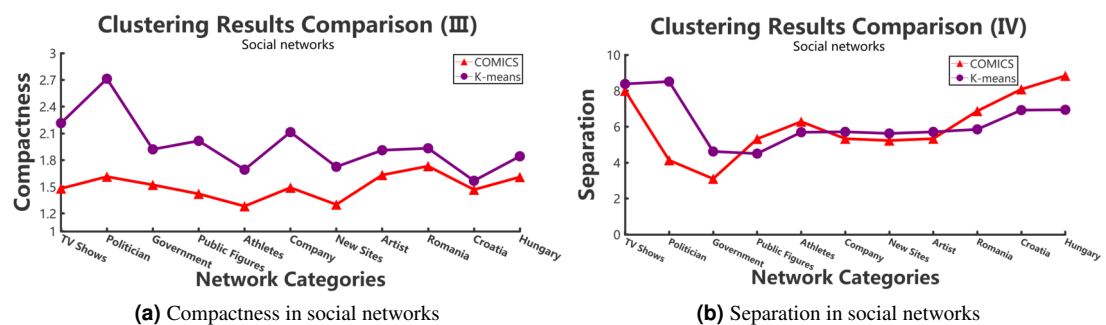 Clustering Results Comparison (Ⅲ)
Social networks
COMICS
K-means
Compactness
3
2.7
2.4
2.1
1.8
1.5
1.2
1
TV Shows
Politician
Government
Public Figures
Athletes
Company
New Sites
Artist
Romania
Croatia
Hungary
Network Categories
(a) Compactness in social networks
Clustering Results Comparison (IV)
Social networks
COMICS
K-means
Separation
10
8
6
4
2
0
TV Shows
Politician
Government
Public Figures
Athletes
Company
New Sites
Artist
Romania
Croatia
Hungary
Network Categories
(b) Separation in social networks